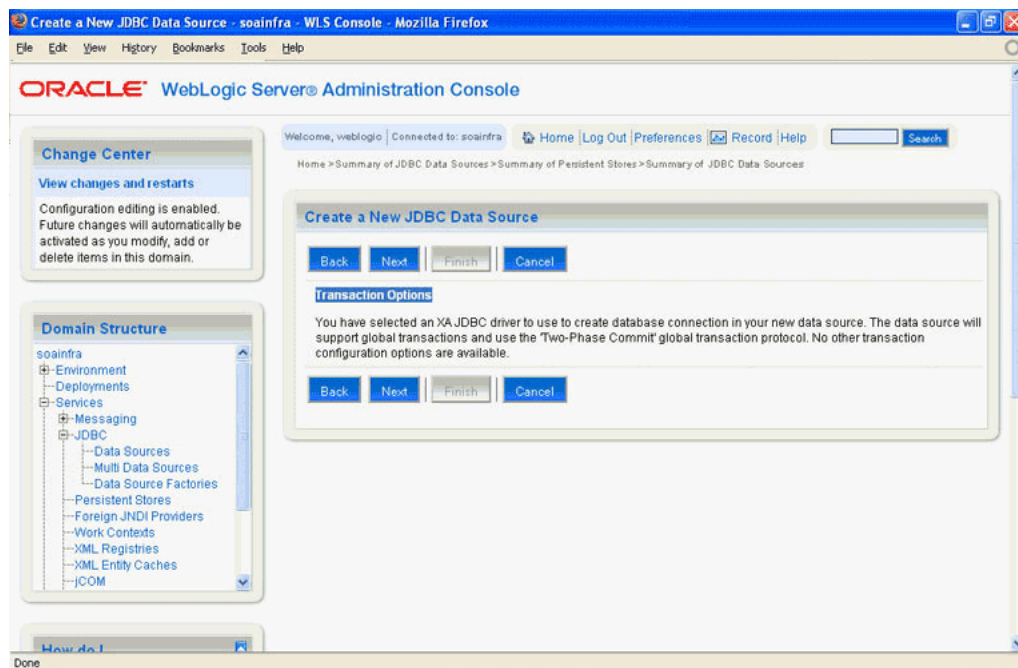 Create a New JDBC Data Source - soainfra - WLS Console - Mozilla Firefox
File Edit View History Bookmarks Tools Help
ORACLE® WebLogic Server® Administration Console
Welcome, weblogic Connected to: soainfra Home Log Out Preferences Record Help Search
Home >Summary of JDBC Data Sources >Summary of Persistent Stores >Summary of JDBC Data Sources
Change Center
View changes and restarts
Configuration editing is enabled.
Future changes will automatically be
activated as you modify, add or
delete items in this domain.
Domain Structure
soainfra
Environment
Deployments
Services
Messaging
JDBC
Data Sources
Multi Data Sources
Data Source Factories
Persistent Stores
Foreign JNDI Providers
Work Contexts
XML Registries
XML Entity Caches
jCOM
How do I...
Create a New JDBC Data Source
Back Next Finish Cancel
Transaction Options
You have selected an XA JDBC driver to use to create database connection in your new data source. The data source will
support global transactions and use the 'Two-Phase Commit' global transaction protocol. No other transaction
configuration options are available.
Back Next Finish Cancel
Done